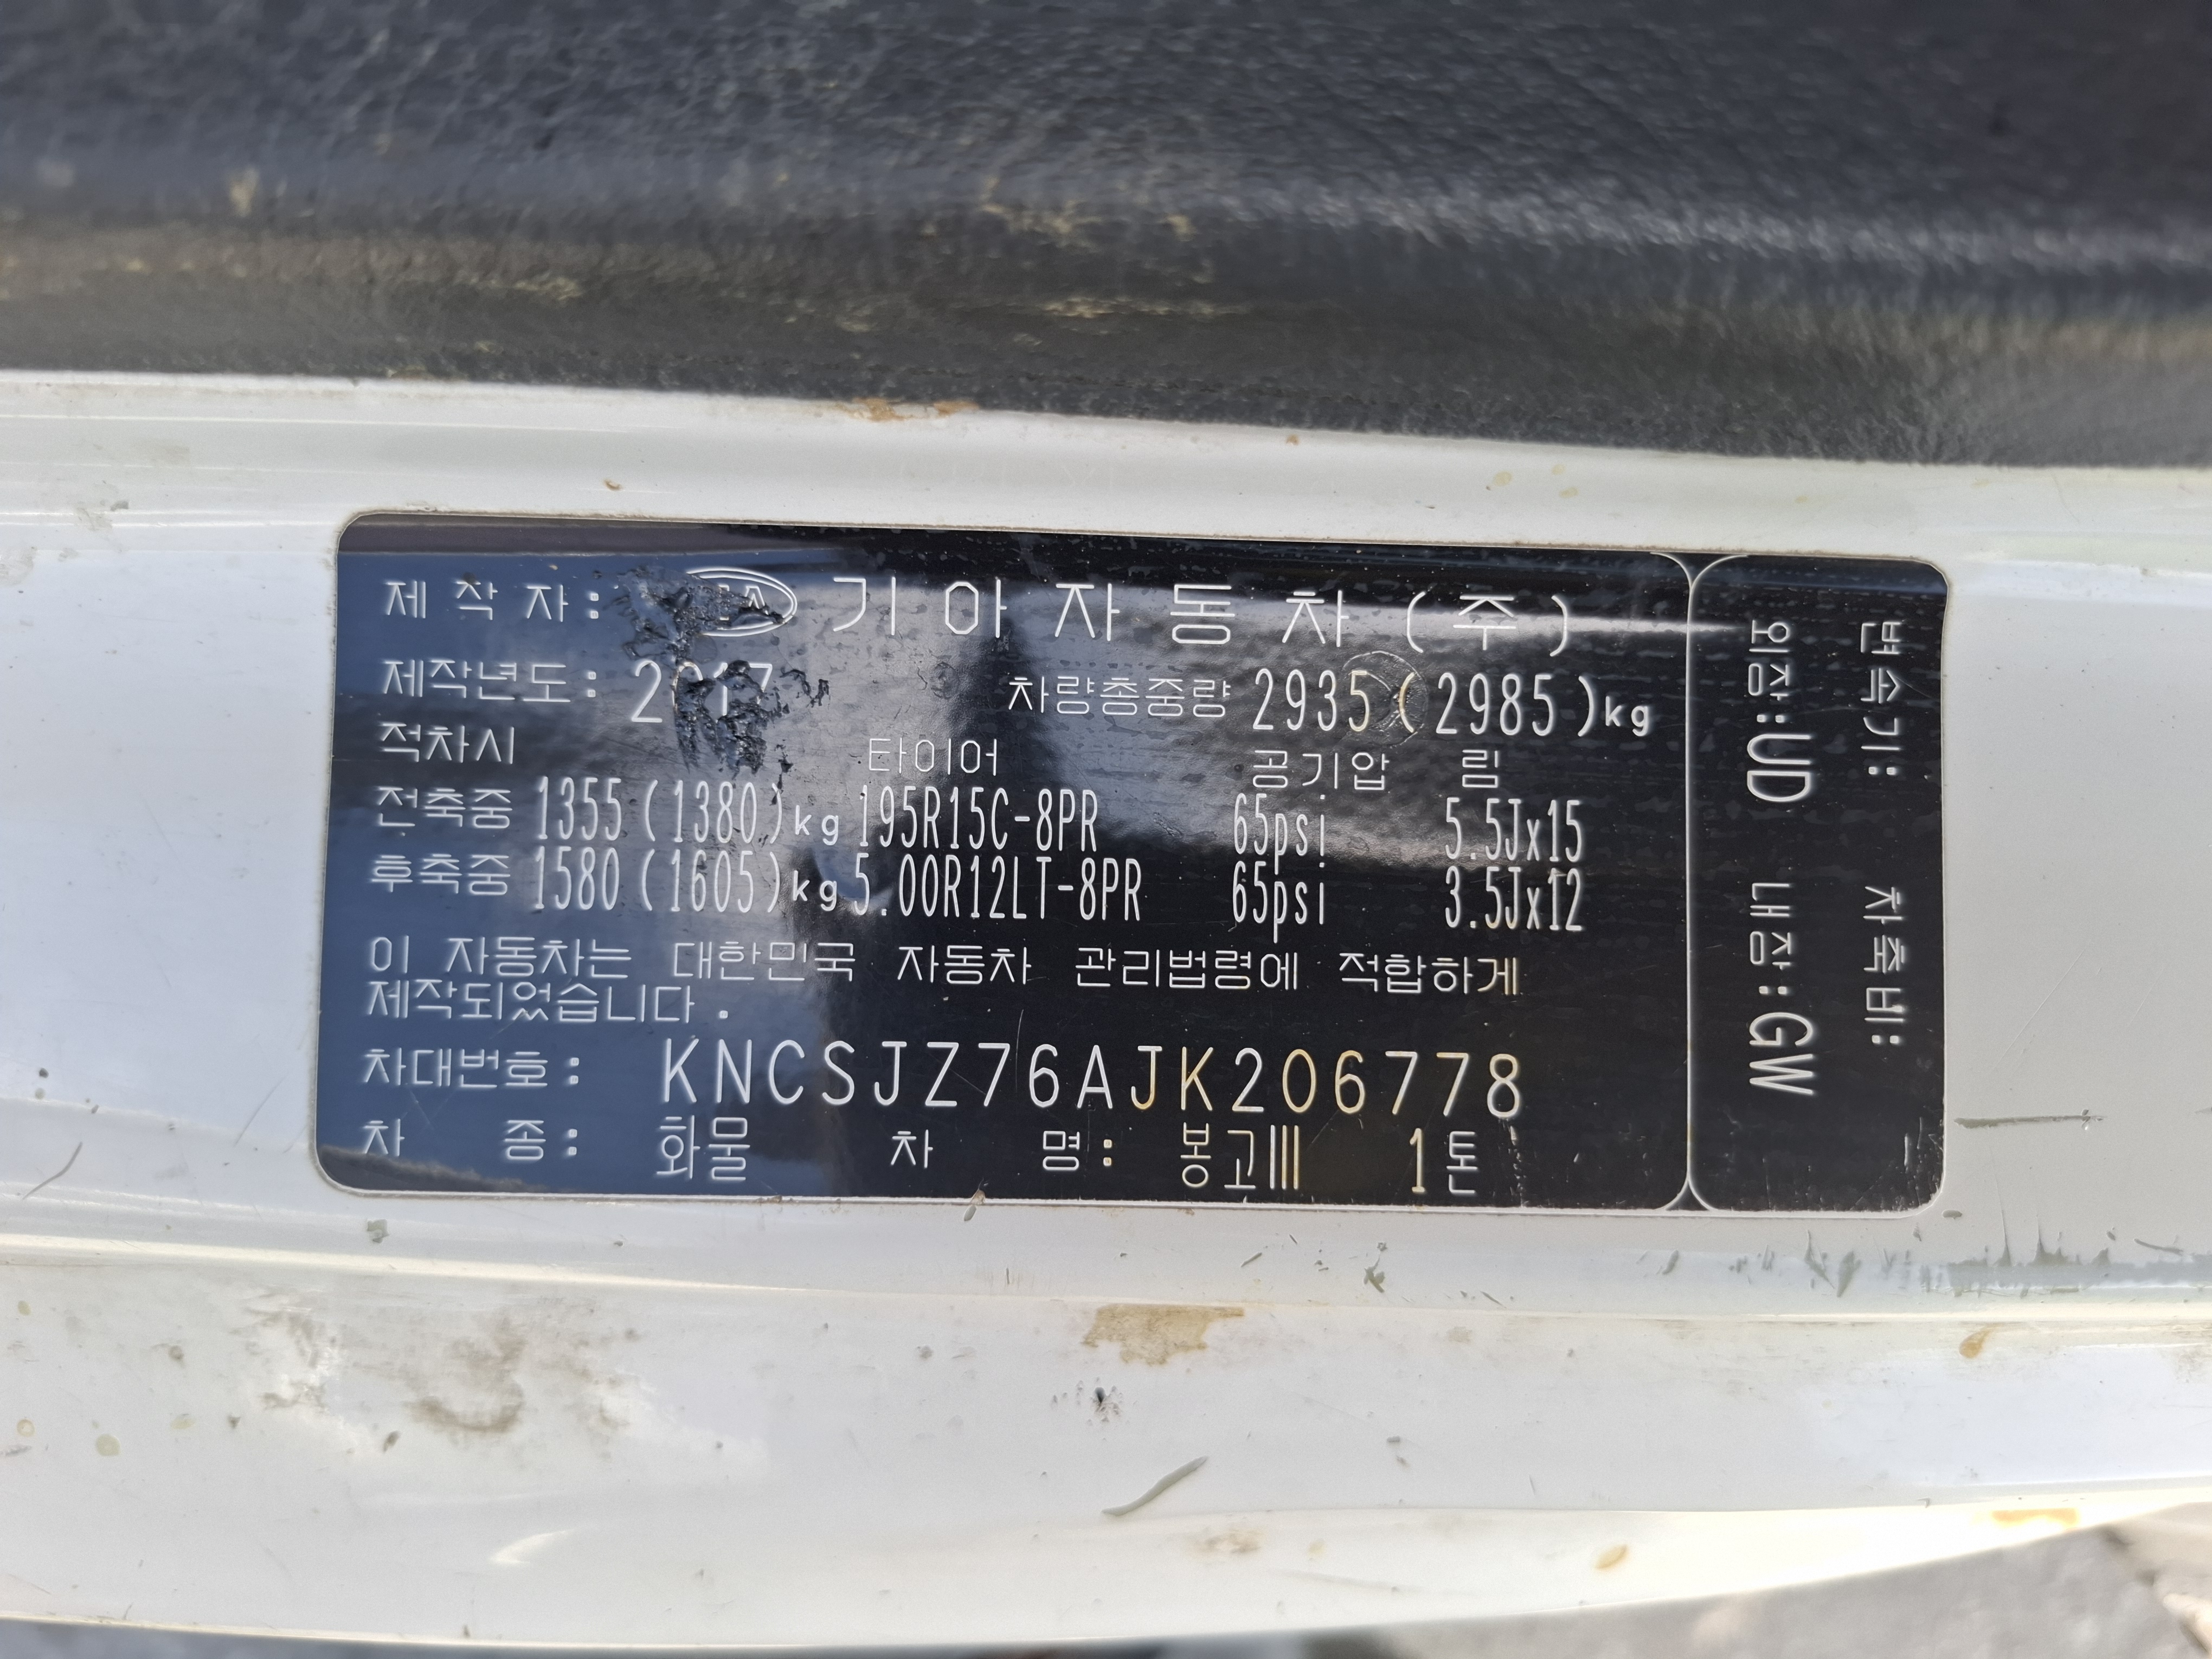 제 작 자: 기 아 자 동 차 (주)
제작년도: 2017 차량총중량 2935 (2985)kg
적차시 타이어 공기압 림
전축중 1355 (1380)kg 195R15C-8PR 65psi 5.5Jx15
후축중 1580 (1605)kg 5.00R12LT-8PR 65psi 3.5Jx12
이 자동차는 대한민국 자동차 관리법령에 적합하게
제작되었습니다.
차대번호: KNCSJZ76AJK206778
차 종: 화물 차 명: 봉고III 1톤
변속기: 차축비:
외장:UD 내장:GW